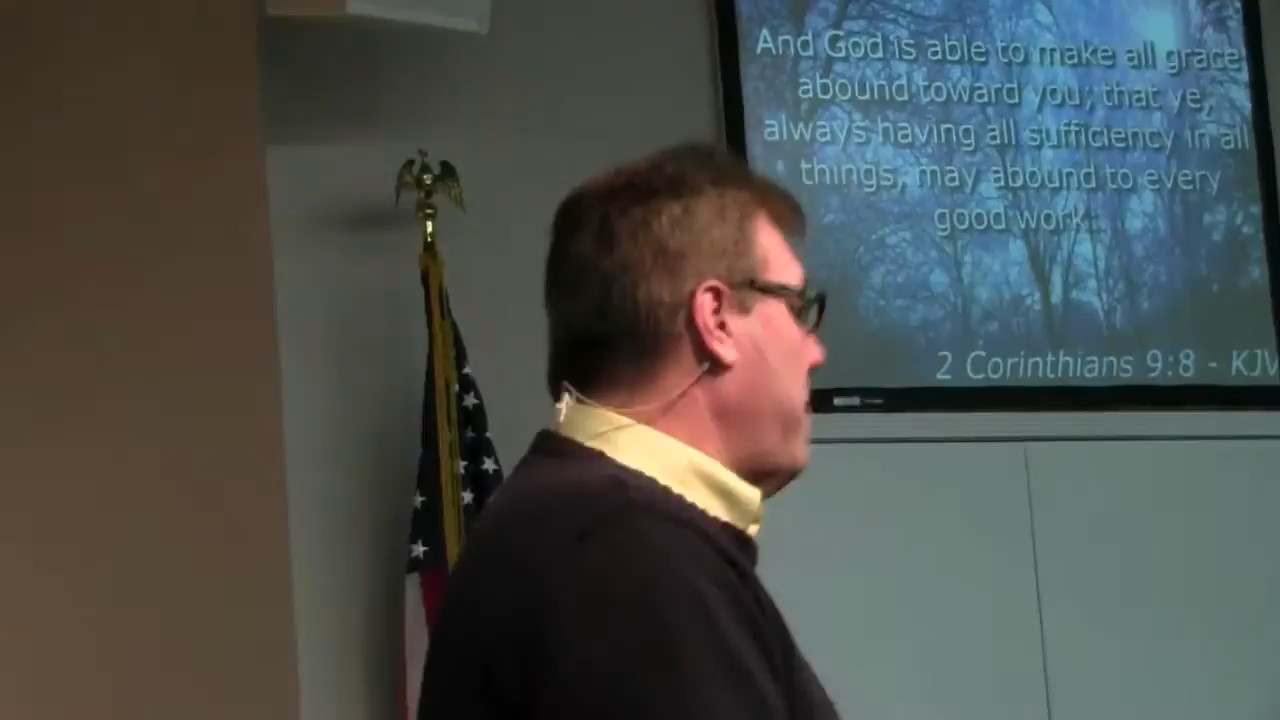 And God is able to make all grace
abound toward you; that ye,
always having all sufficiency in all
things, may abound to every
good work:
2 Corinthians 9:8 - KJV